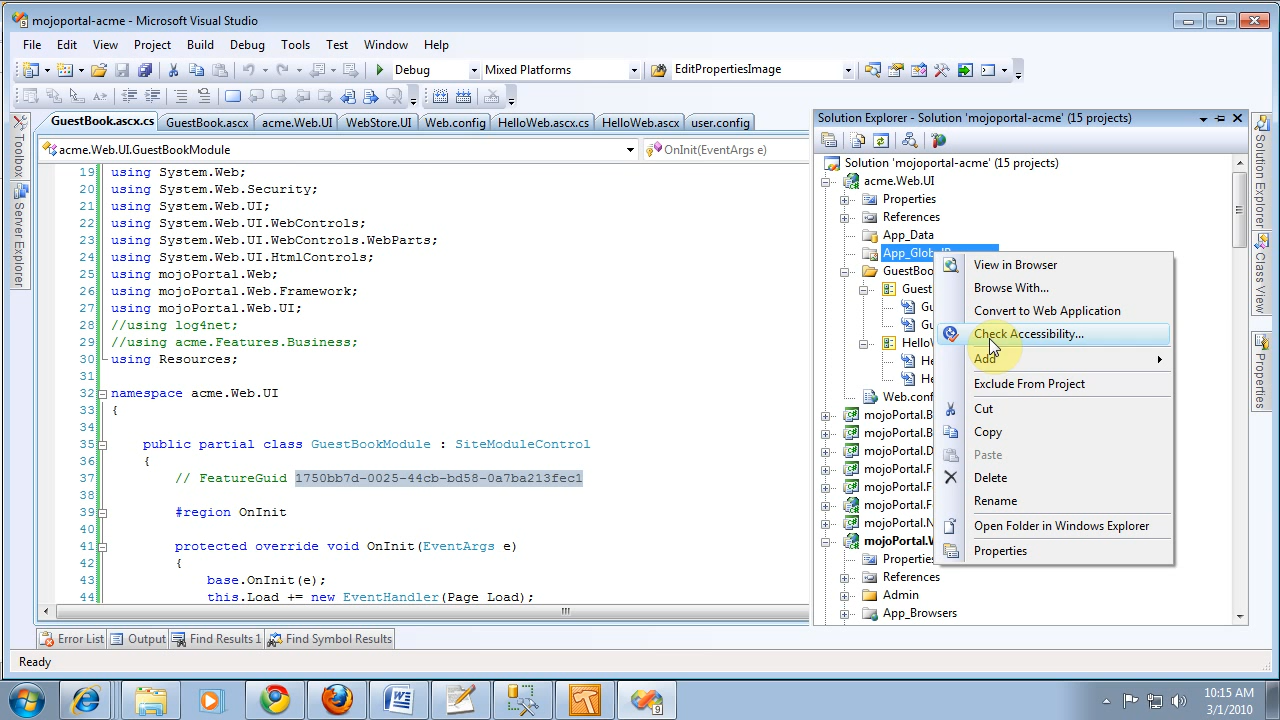 mojoportal-acme - Microsoft Visual Studio
File Edit View Project Build Debug Tools Test Window Help
Debug Mixed Platforms EditPropertiesImage
GuestBook.ascx.cs GuestBook.ascx acme.Web.UI WebStore.UI Web.config HelloWeb.ascx.cs HelloWeb.ascx user.config
acme.Web.UI.GuestBookModule OnInit(EventArgs e)
19 using System.Web;
20 using System.Web.Security;
21 using System.Web.UI;
22 using System.Web.UI.WebControls;
23 using System.Web.UI.WebControls.WebParts;
24 using System.Web.UI.HtmlControls;
25 using mojoPortal.Web;
26 using mojoPortal.Web.Framework;
27 using mojoPortal.Web.UI;
28 //using log4net;
29 //using acme.Features.Business;
30 using Resources;
31
32 namespace acme.Web.UI
33 {
34
35 public partial class GuestBookModule : SiteModuleControl
36 {
37 // FeatureGuid 1750bb7d-0025-44cb-bd58-0a7ba213fec1
38
39 #region OnInit
40
41 protected override void OnInit(EventArgs e)
42 {
43 base.OnInit(e);
44 this.Load += new EventHandler(Page_Load);
Toolbox
Server Explorer
Solution Explorer - Solution 'mojoportal-acme' (15 projects)
Solution 'mojoportal-acme' (15 projects)
acme.Web.UI
Properties
References
App_Data
App_Glob
GuestBoo
Guest
Gu
Gu
HelloW
He
He
Web.conf
mojoPortal.B
mojoPortal.B
mojoPortal.D
mojoPortal.F
mojoPortal.F
mojoPortal.F
mojoPortal.N
mojoPortal.W
Properties
References
Admin
App_Browsers
View in Browser
Browse With...
Convert to Web Application
Check Accessibility...
Add
Exclude From Project
Cut
Copy
Paste
Delete
Rename
Open Folder in Windows Explorer
Properties
Solution Explorer
Class View
Properties
Error List Output Find Results 1 Find Symbol Results
Ready
10:15 AM
3/1/2010